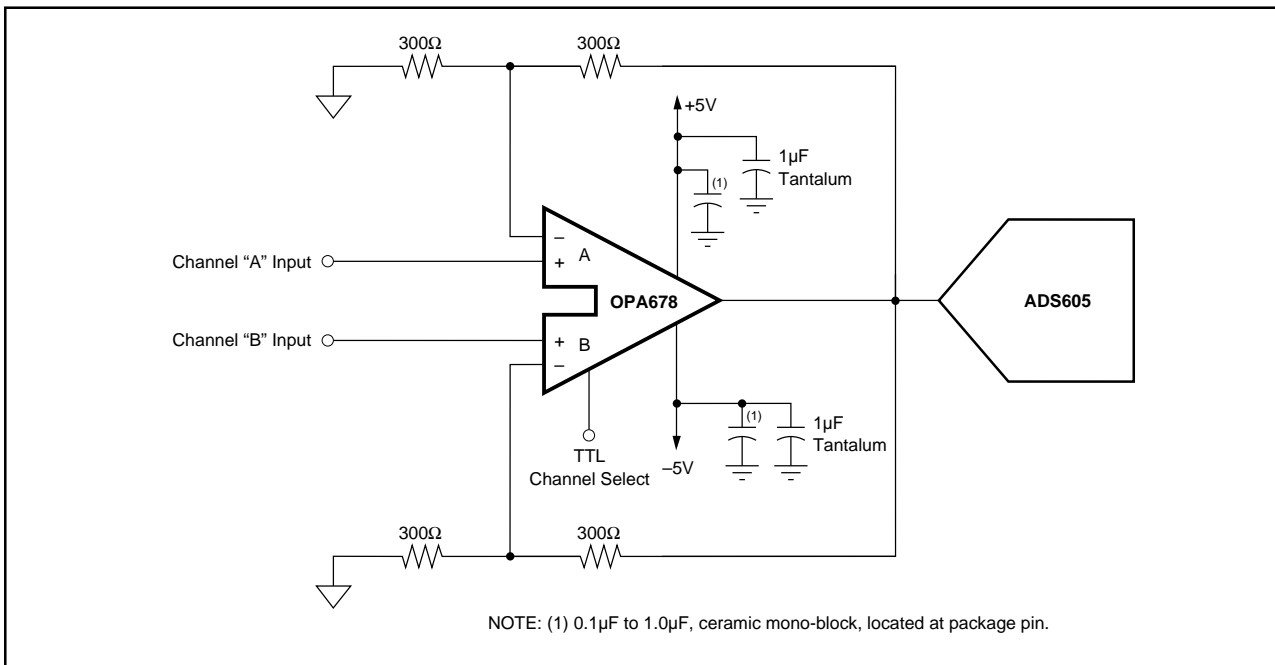 300Ω
300Ω
+5V
1µF
Tantalum
(1)
–
A
+
Channel "A" Input
OPA678
ADS605
Channel "B" Input
+
B
–
(1)
1µF
Tantalum
TTL
Channel Select
–5V
300Ω
300Ω
NOTE: (1) 0.1µF to 1.0µF, ceramic mono-block, located at package pin.